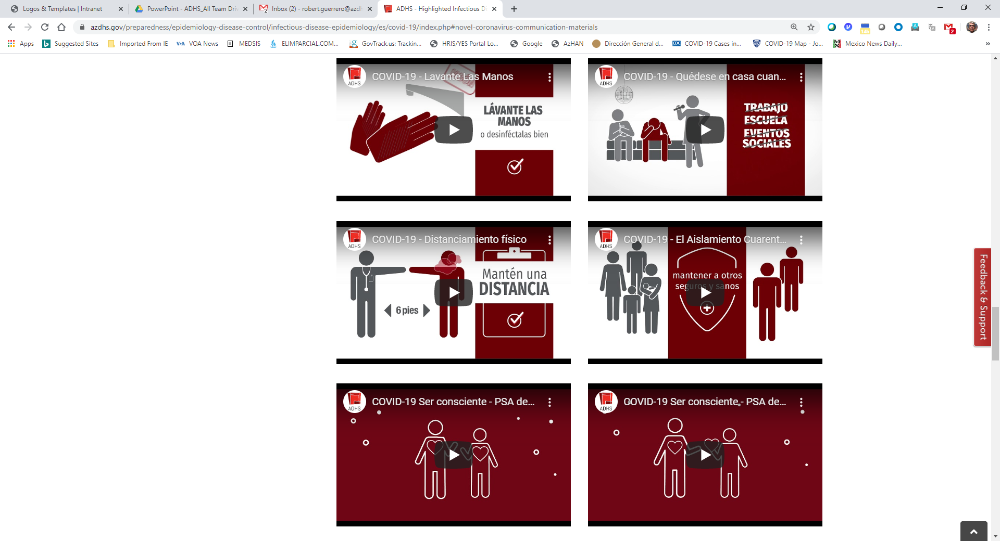 Logos & Templates | Intranet
PowerPoint - ADHS_All Team Dri
Inbox (2) - robert.guerrero@azdh
ADHS - Highlighted Infectious D
azdhs.gov/preparedness/epidemiology-disease-control/infectious-disease-epidemiology/es/covid-19/index.php#novel-coronavirus-communication-materials
2
Apps
Suggested Sites
Imported From IE
VOA VOA News
MEDSIS
ELIMPARCIAL.COM...
GovTrack.us: Trackin...
HRIS/YES Portal Lo...
Google
AzHAN
Dirección General d...
CDC COVID-19 Cases in...
COVID-19 Map - Jo...
Mexico News Daily...
»
ADHS
COVID-19 - Lavante Las Manos
LÁVANTE LAS
MANOS
o desinféctalas bien
ADHS
COVID-19 - Quédese en casa cuan...
TRABAJO
ESCUELA
EVENTOS
SOCIALES
ADHS
COVID-19 - Distanciamiento físico
Mantén una
DISTANCIA
6 pies
ADHS
COVID-19 - El Aislamiento Cuarent...
mantener a otros
seguros y sanos
ADHS
COVID-19 Ser consciente - PSA de...
ADHS
COVID-19 Ser consciente - PSA de...
Feedback & Support